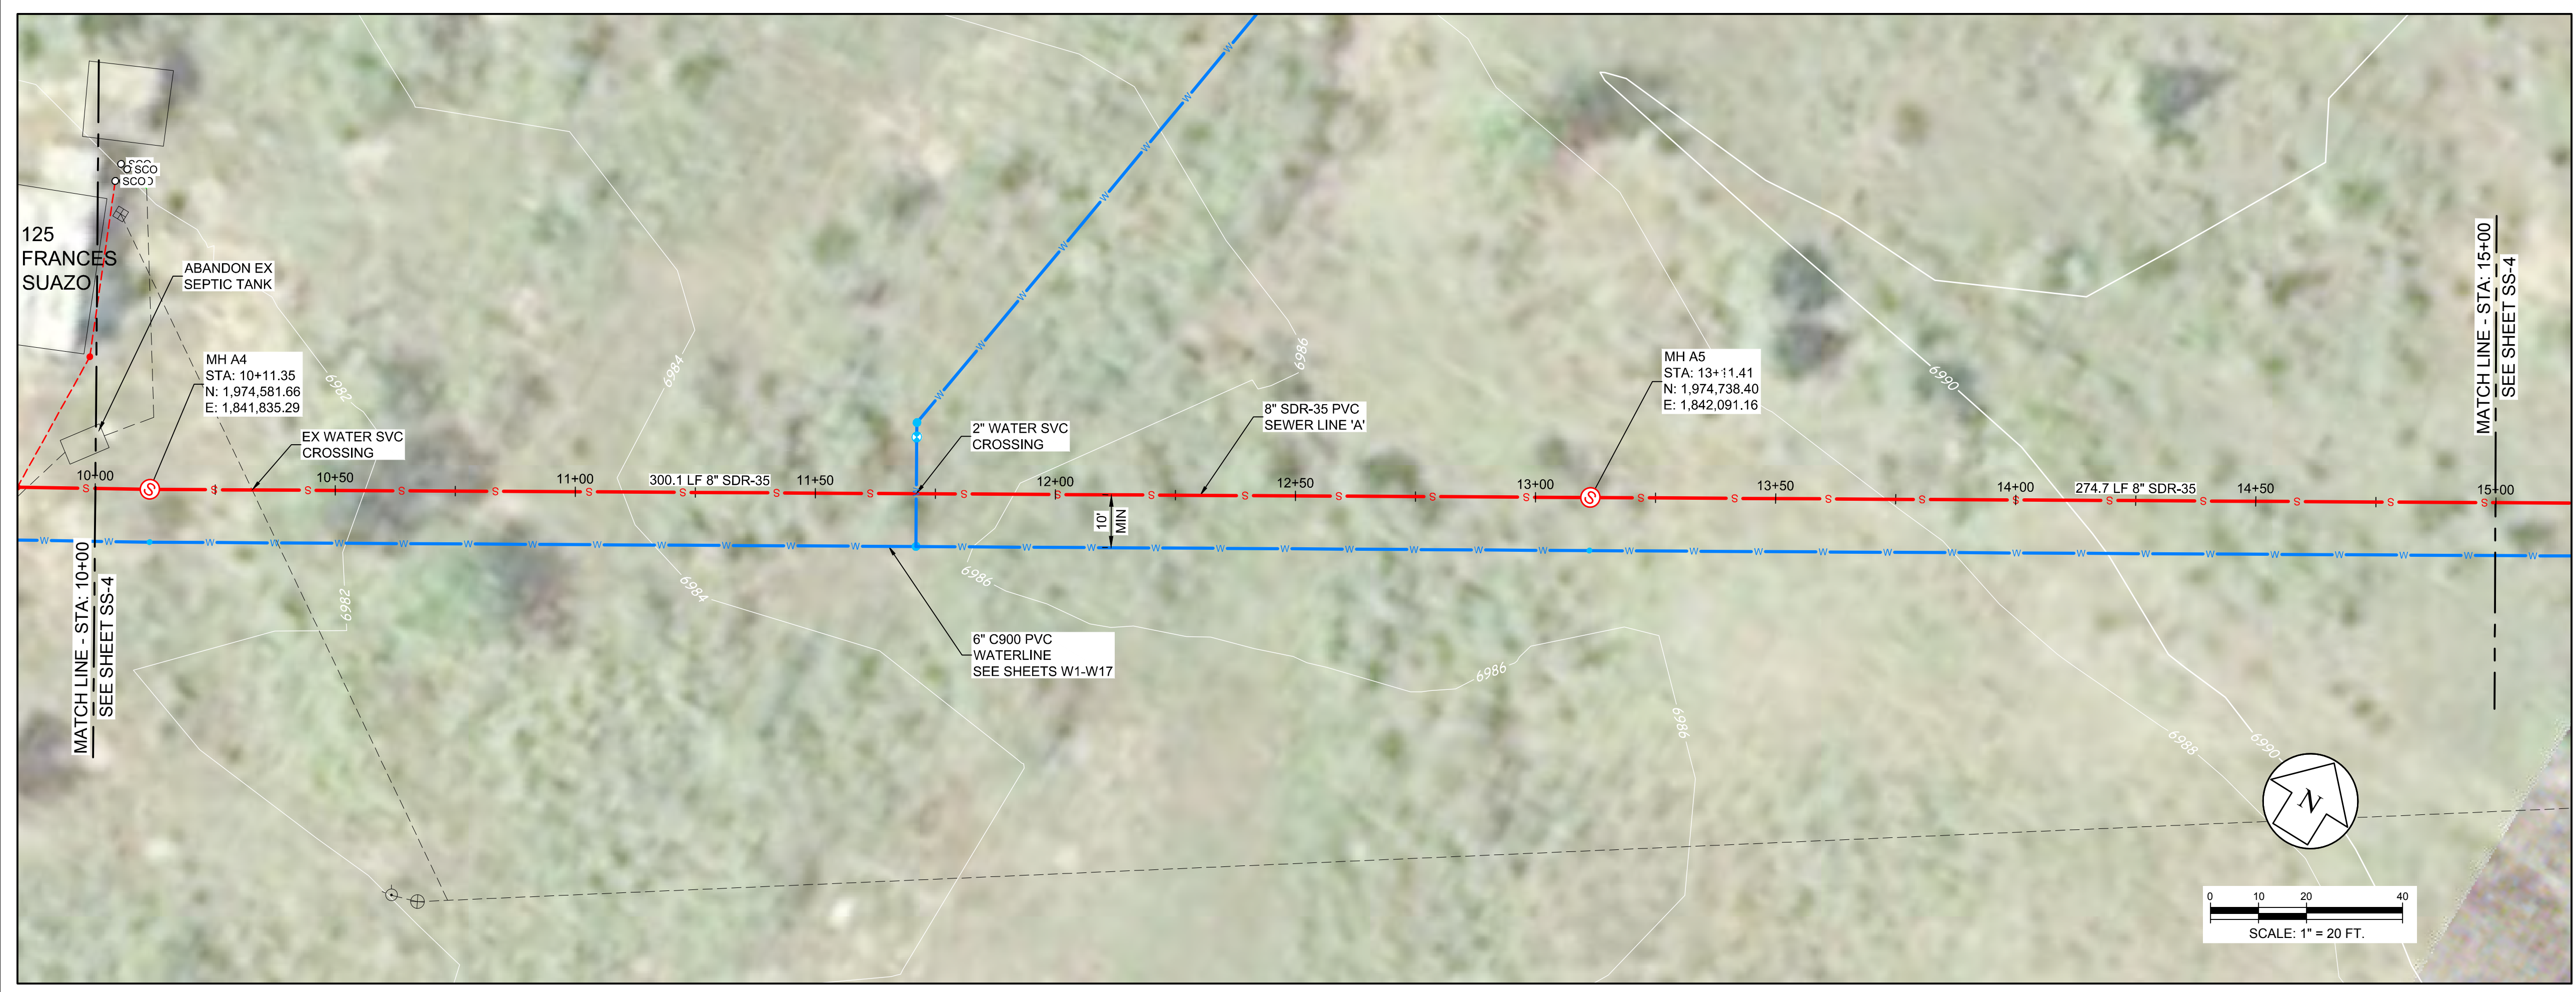 SCO
SCO
SCO
125
FRANCES
SUAZO
ABANDON EX
SEPTIC TANK
MH A4
STA: 10+11.35
N: 1,974,581.66
E: 1,841,835.29
EX WATER SVC
CROSSING
2" WATER SVC
CROSSING
8" SDR-35 PVC
SEWER LINE 'A'
MH A5
STA: 13+11.41
N: 1,974,738.40
E: 1,842,091.16
MATCH LINE - STA: 15+00
SEE SHEET SS-4
10+00
10+50
11+00
300.1 LF 8" SDR-35
11+50
12+00
12+50
13+00
13+50
14+00
274.7 LF 8" SDR-35
14+50
15+00
10'
MIN
MATCH LINE - STA: 10+00
SEE SHEET SS-4
6" C900 PVC
WATERLINE
SEE SHEETS W1-W17
6982
6982
6984
6984
6986
6986
6986
6986
6988
6990
6990
N
0 10 20 40
SCALE: 1" = 20 FT.